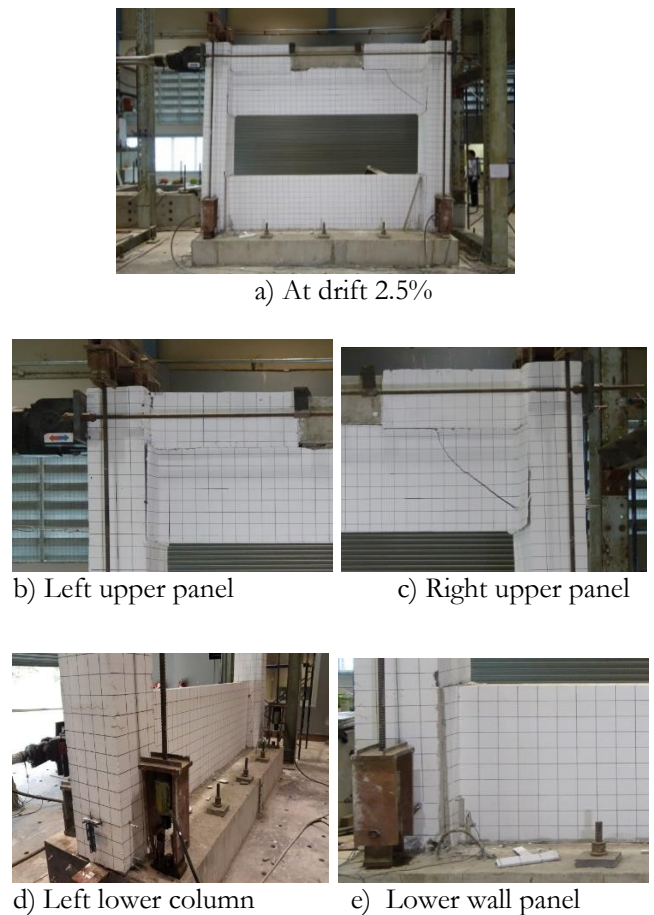 a) At drift 2.5%
b) Left upper panel
c) Right upper panel
d) Left lower column
e) Lower wall panel